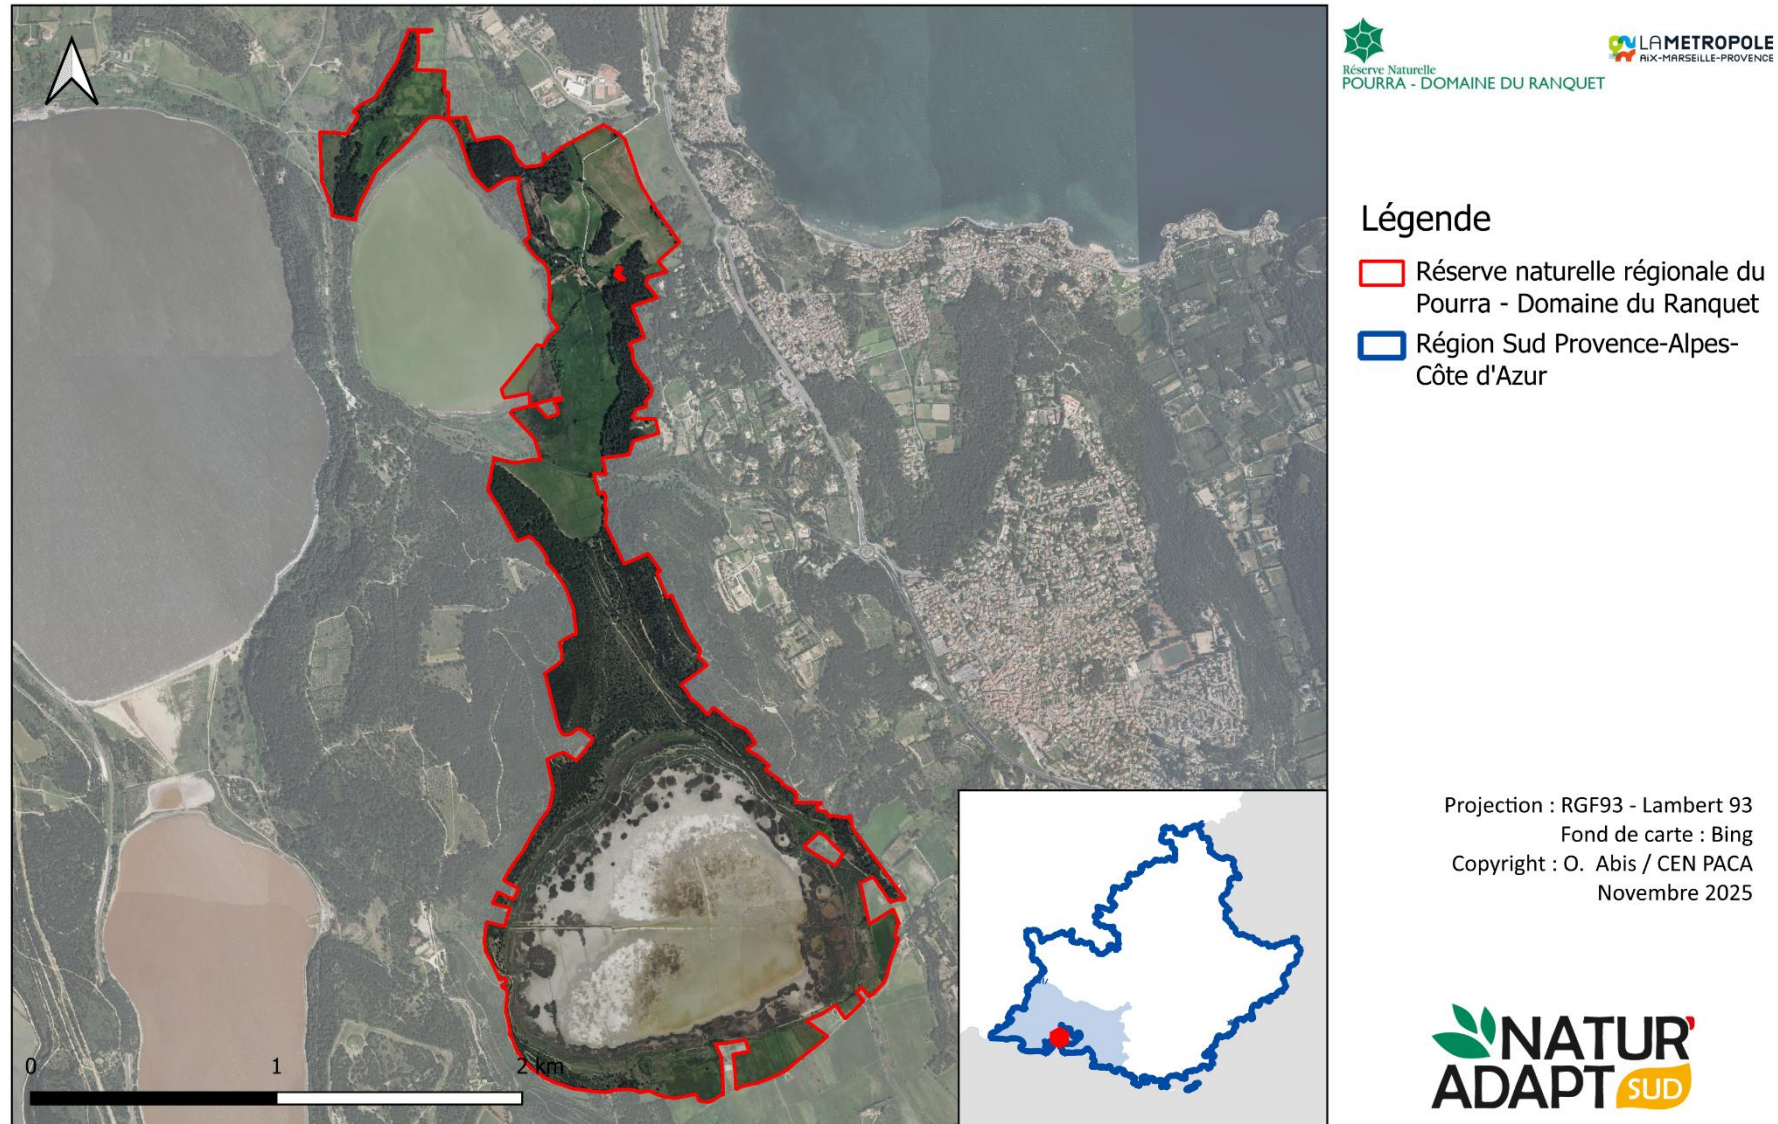 Réserve Naturelle
POURRA - DOMAINE DU RANQUET
LA METROPOLE
AIX-MARSEILLE-PROVENCE
Légende
Réserve naturelle régionale du
Pourra - Domaine du Ranquet
Région Sud Provence-Alpes-
Côte d'Azur
Projection : RGF93 - Lambert 93
Fond de carte : Bing
Copyright : O. Abis / CEN PACA
Novembre 2025
0 1 2 km
NATUR'
ADAPT SUD